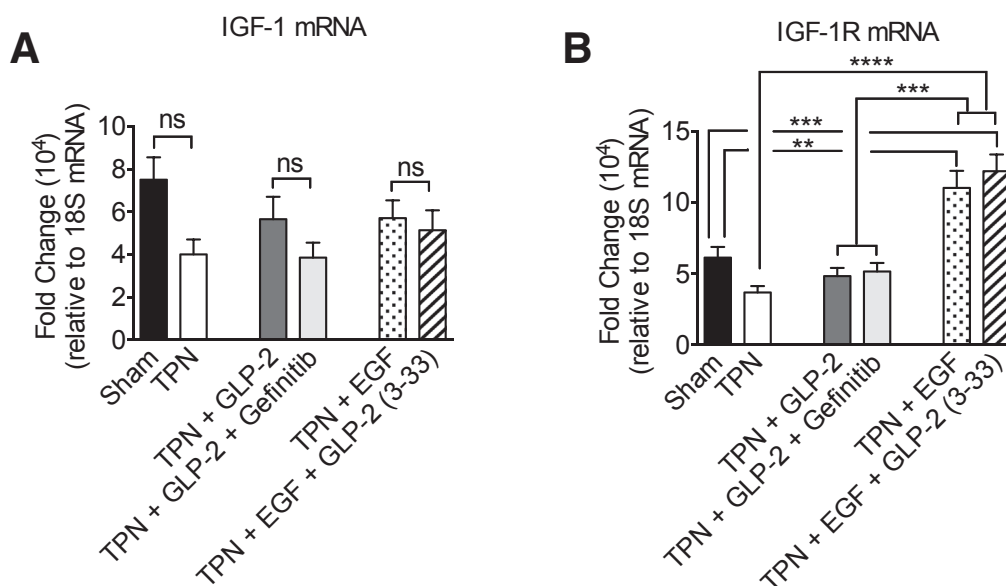 A
IGF-1 mRNA
Fold Change (10⁴)
(relative to 18S mRNA)
10
8
6
4
2
0
ns
ns
ns
Sham
TPN
TPN + GLP-2
TPN + GLP-2 + Gefinitib
TPN + EGF
TPN + EGF + GLP-2 (3-33)
B
IGF-1R mRNA
Fold Change (10⁴)
(relative to 18S mRNA)
15
10
5
0
****
***
***
**
Sham
TPN
TPN + GLP-2
TPN + GLP-2 + Gefinitib
TPN + EGF
TPN + EGF + GLP-2 (3-33)